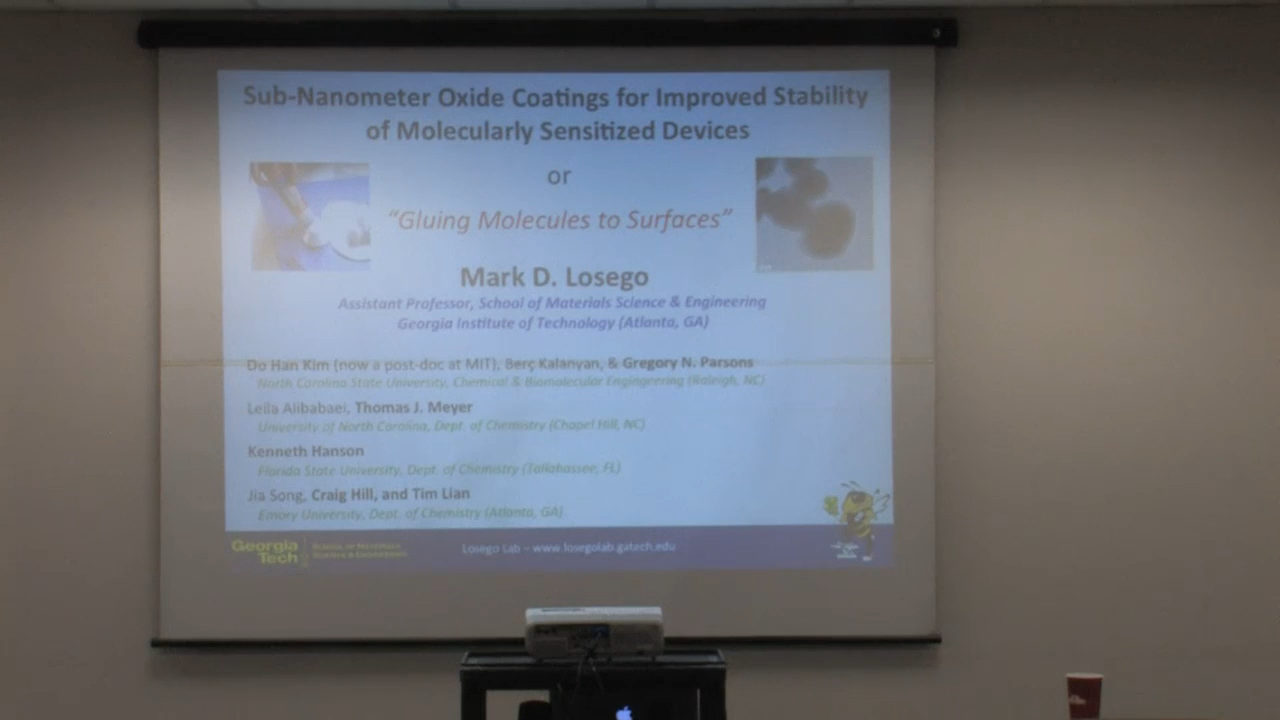 Sub-Nanometer Oxide Coatings for Improved Stability
of Molecularly Sensitized Devices
or
“Gluing Molecules to Surfaces”
Mark D. Losego
Assistant Professor, School of Materials Science & Engineering
Georgia Institute of Technology (Atlanta, GA)
Do Han Kim (now a post-doc at MIT), Berç Kalanyan, & Gregory N. Parsons
North Carolina State University, Chemical & Biomolecular Engingeering (Raleigh, NC)
Leila Alibabaei, Thomas J. Meyer
University of North Carolina, Dept. of Chemistry (Chapel Hill, NC)
Kenneth Hanson
Florida State University, Dept. of Chemistry (Tallahassee, FL)
Jia Song, Craig Hill, and Tim Lian
Emory University, Dept. of Chemistry (Atlanta, GA)
Georgia
Tech
School of Materials
Science & Engineering
Losego Lab – www.losegolab.gatech.edu